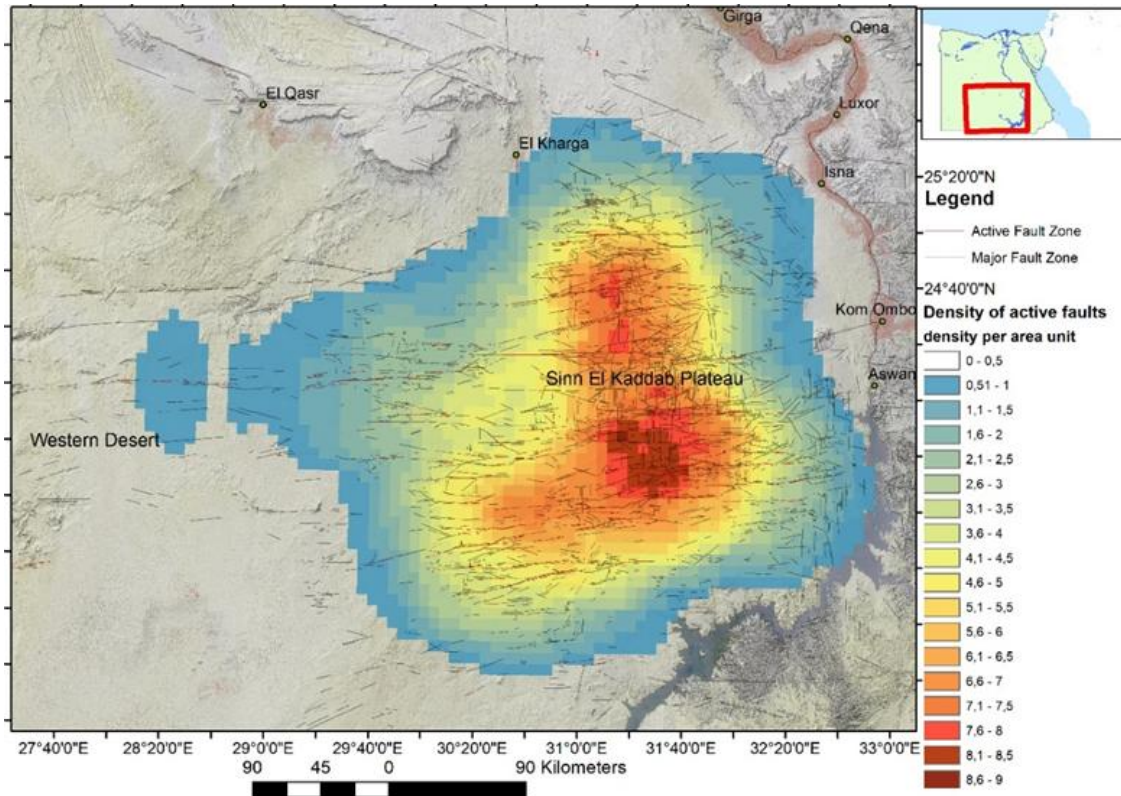 Girga
Qena
El Qasr
Luxor
El Kharga
Isna
25°20'0"N
Legend
Active Fault Zone
Major Fault Zone
24°40'0"N
Kom Ombo
Density of active faults
density per area unit
0 - 0,5
Sinn El Kaddab Plateau
Aswan
0,51 - 1
1,1 - 1,5
Western Desert
1,6 - 2
2,1 - 2,5
2,6 - 3
3,1 - 3,5
3,6 - 4
4,1 - 4,5
4,6 - 5
5,1 - 5,5
5,6 - 6
6,1 - 6,5
6,6 - 7
7,1 - 7,5
7,6 - 8
8,1 - 8,5
8,6 - 9
27°40'0"E 28°20'0"E 29°0'0"E 29°40'0"E 30°20'0"E 31°0'0"E 31°40'0"E 32°20'0"E 33°0'0"E
90 45 0 90 Kilometers